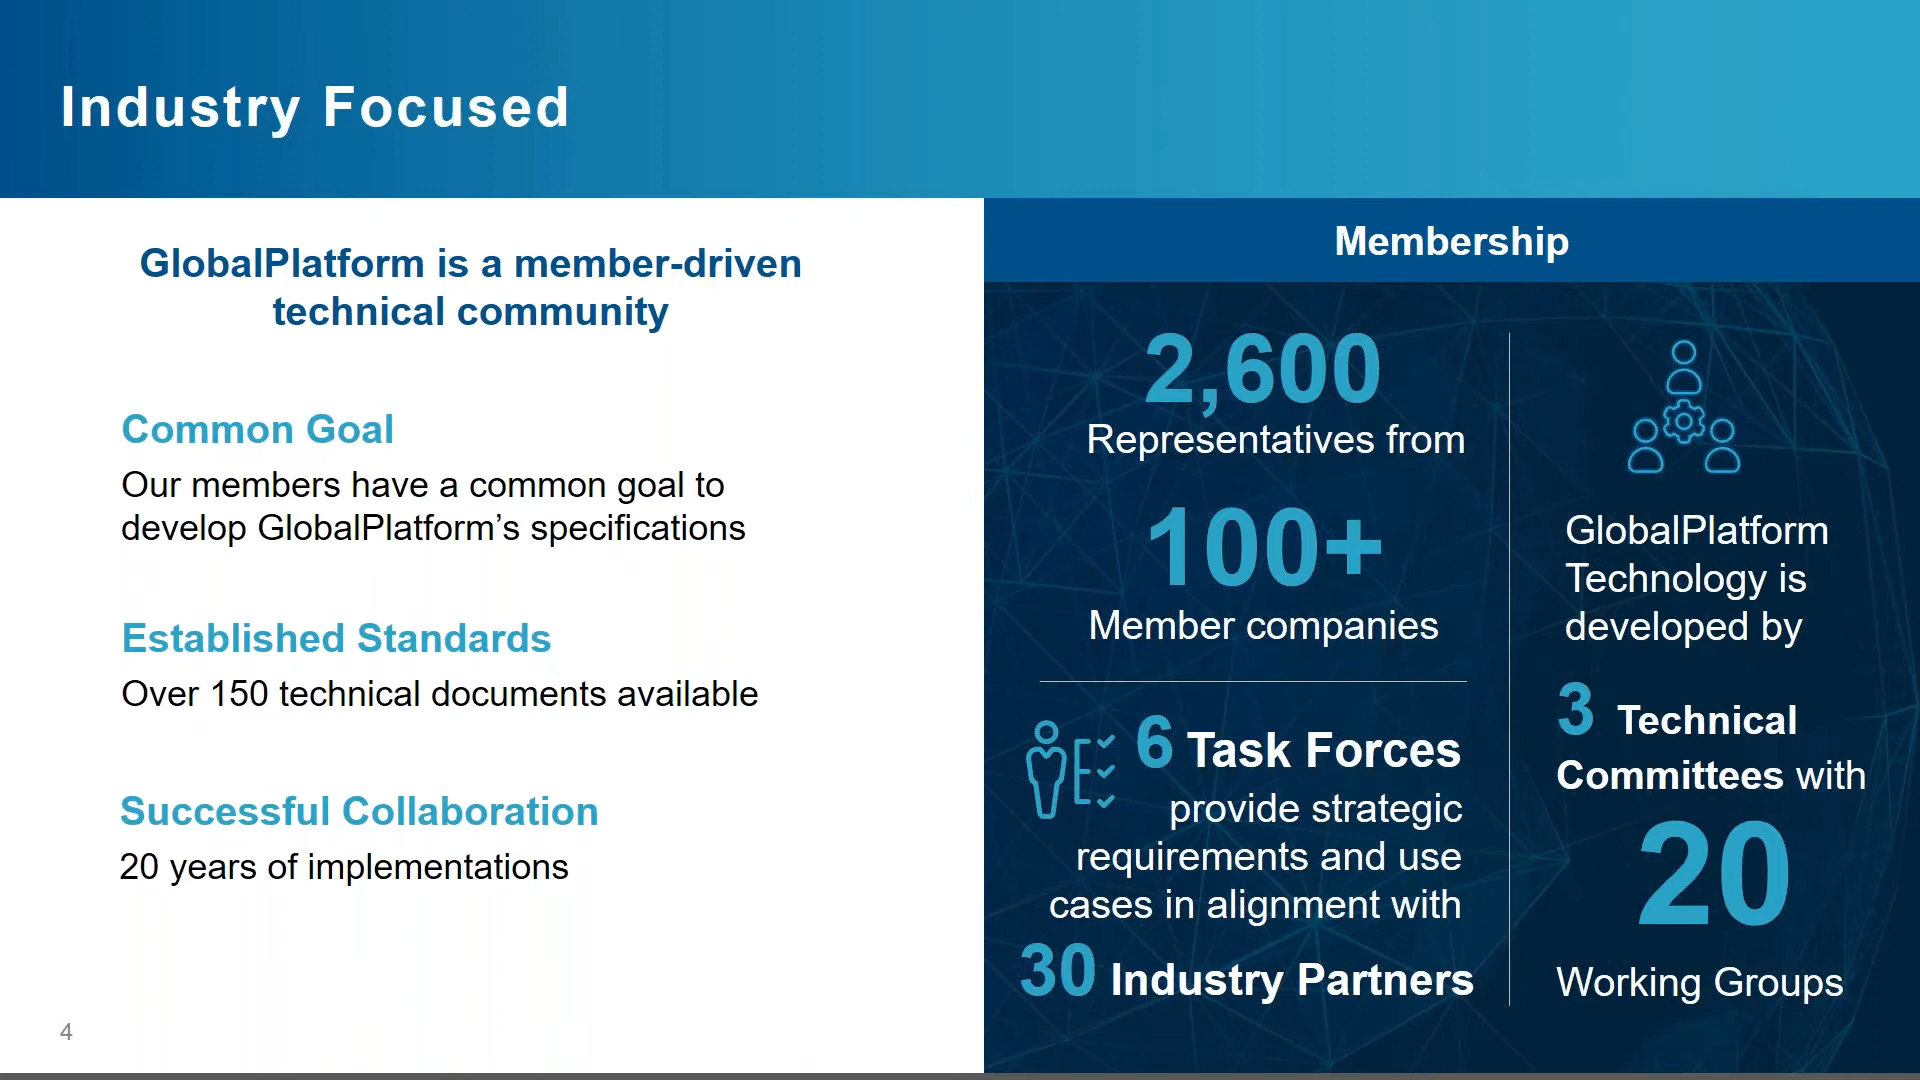 Industry Focused
GlobalPlatform is a member-driven
technical community
Common Goal
Our members have a common goal to
develop GlobalPlatform’s specifications
Established Standards
Over 150 technical documents available
Successful Collaboration
20 years of implementations
4
Membership
2,600
Representatives from
100+
Member companies
6 Task Forces
provide strategic
requirements and use
cases in alignment with
30 Industry Partners
GlobalPlatform
Technology is
developed by
3 Technical
Committees with
20
Working Groups